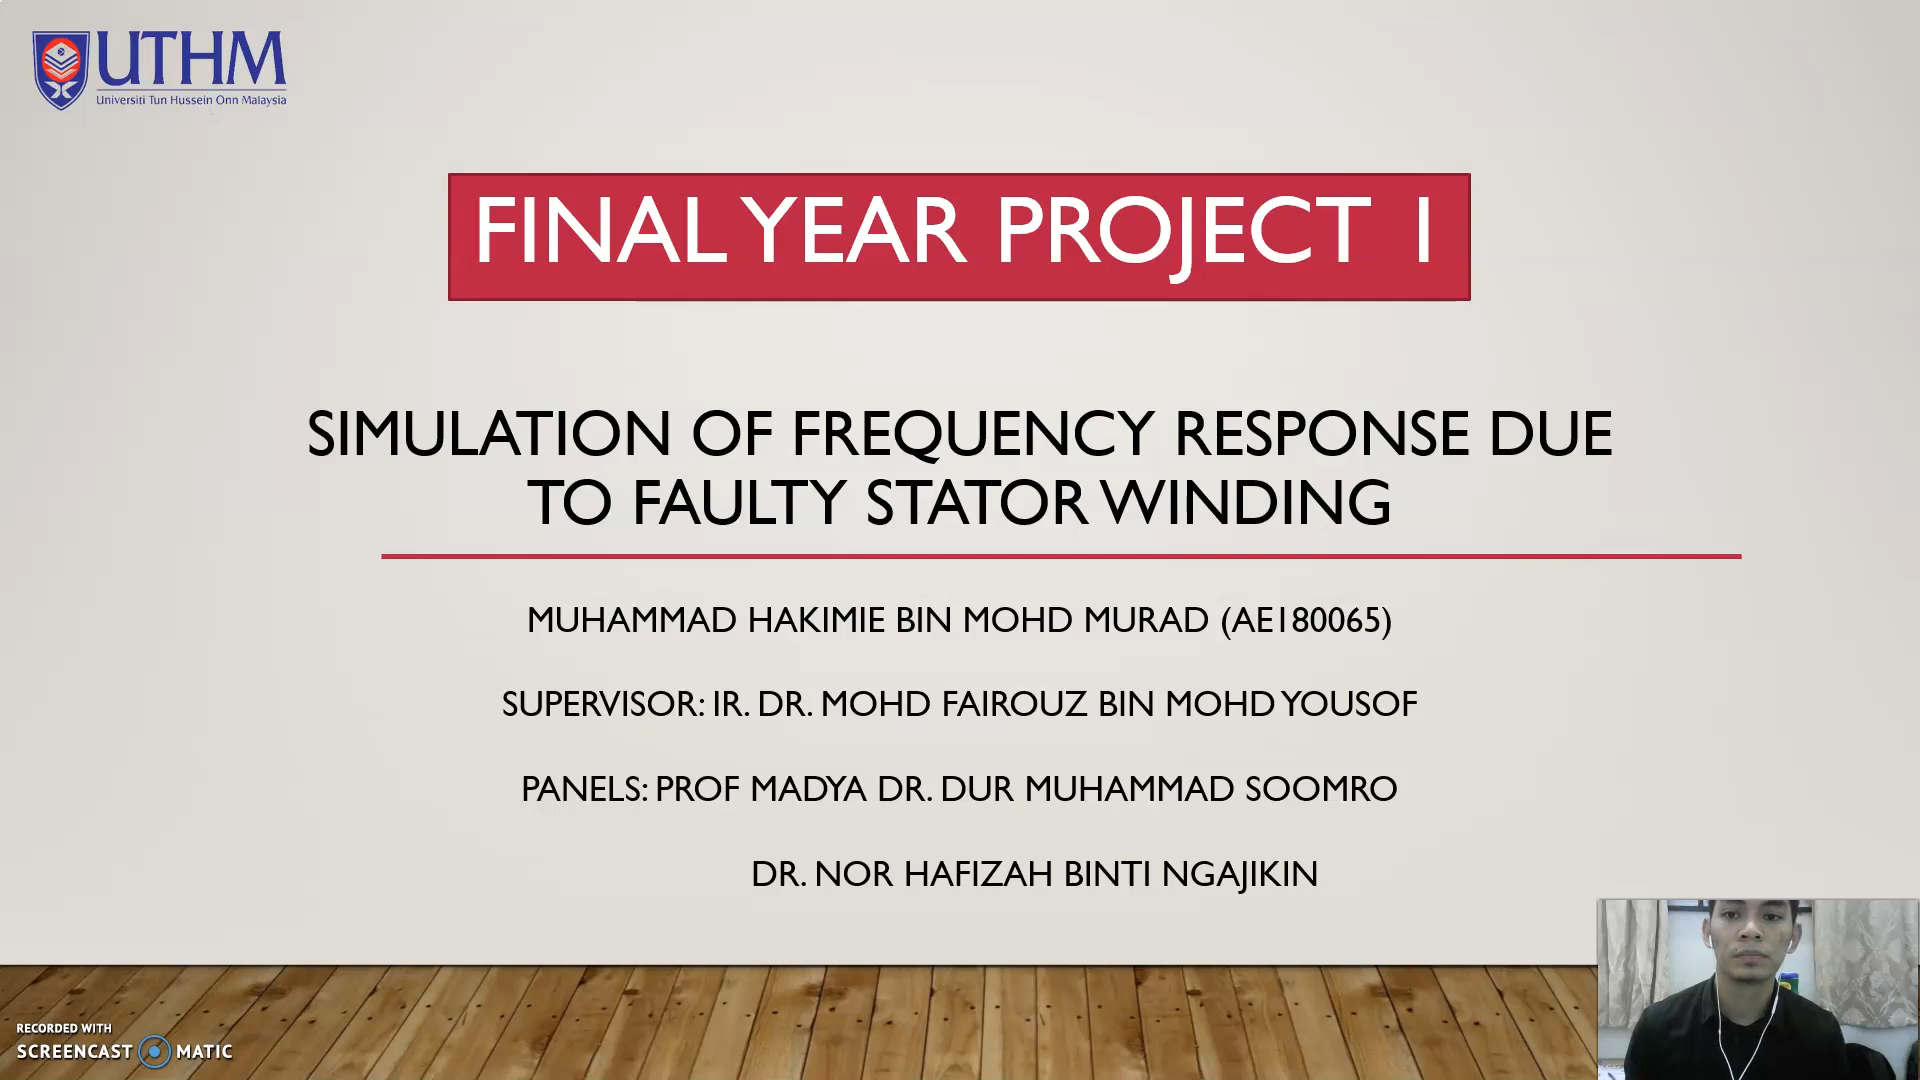 UTHM
Universiti Tun Hussein Onn Malaysia
FINAL YEAR PROJECT 1
SIMULATION OF FREQUENCY RESPONSE DUE
TO FAULTY STATOR WINDING
MUHAMMAD HAKIMIE BIN MOHD MURAD (AE180065)
SUPERVISOR: IR. DR. MOHD FAIROUZ BIN MOHD YOUSOF
PANELS: PROF MADYA DR. DUR MUHAMMAD SOOMRO
DR. NOR HAFIZAH BINTI NGAJIKIN
RECORDED WITH
SCREENCAST MATIC